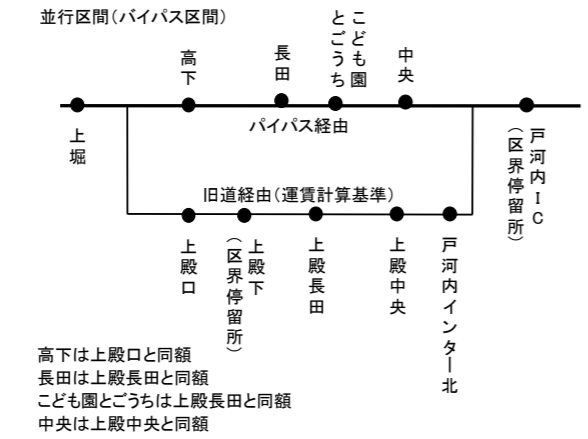 並行区間(バイパス区間)
高下
長田
こども園
とごうち
中央
バイパス経由
上堀
戸河内IC
(区界停留所)
旧道経由(運賃計算基準)
上殿口
上殿下
(区界停留所)
上殿長田
上殿中央
戸河内インター北
高下は上殿口と同額
長田は上殿長田と同額
こども園とごうちは上殿長田と同額
中央は上殿中央と同額